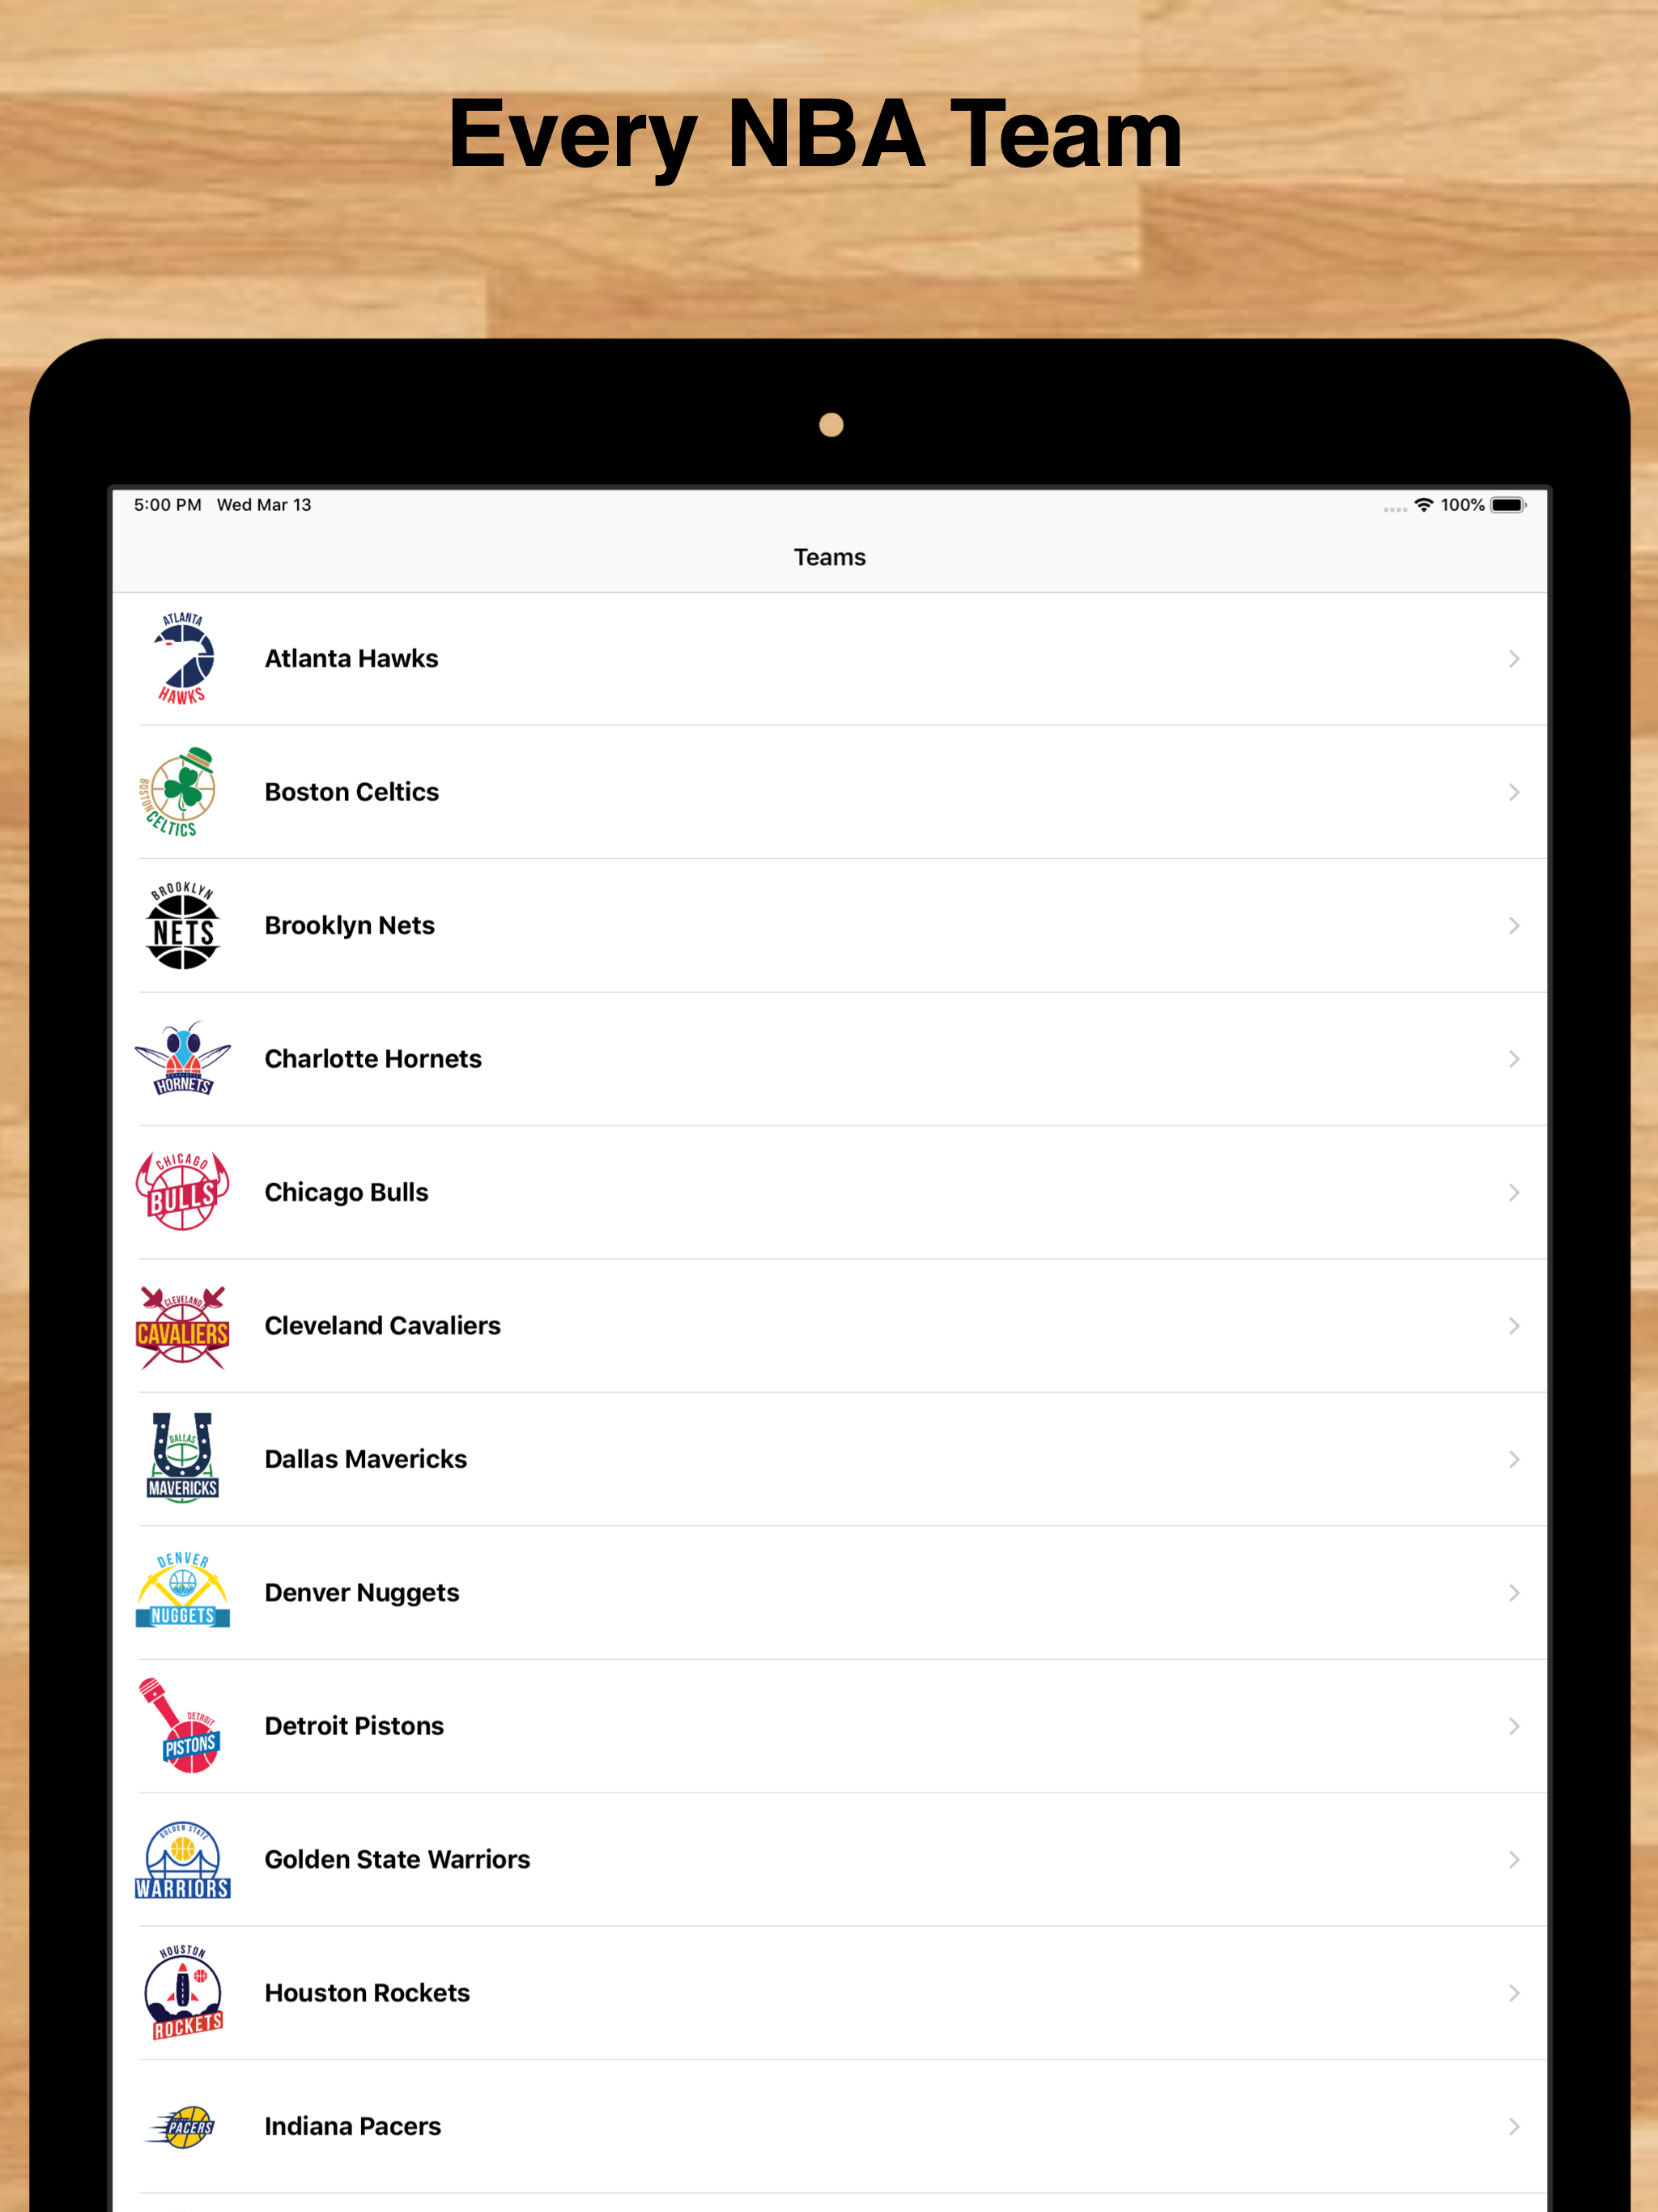 Every NBA Team
5:00 PM Wed Mar 13
100%
Teams
ATLANTA
HAWKS
Atlanta Hawks
BOSTON
CELTICS
Boston Celtics
BROOKLYN
NETS
Brooklyn Nets
HORNETS
Charlotte Hornets
CHICAGO
BULLS
Chicago Bulls
CLEVELAND
CAVALIERS
Cleveland Cavaliers
DALLAS
MAVERICKS
Dallas Mavericks
DENVER
NUGGETS
Denver Nuggets
DETROIT
PISTONS
Detroit Pistons
GOLDEN STATE
WARRIORS
Golden State Warriors
HOUSTON
ROCKETS
Houston Rockets
PACERS
Indiana Pacers